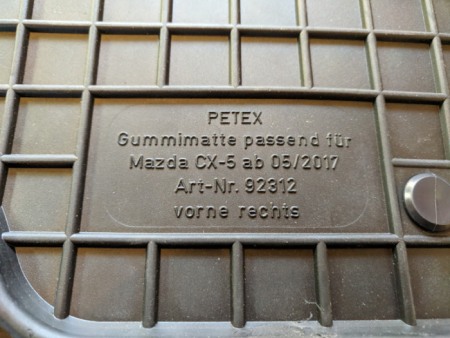 PETEX
Gummimatte passend für
Mazda CX-5 ab 05/2017
Art-Nr. 92312
vorne rechts